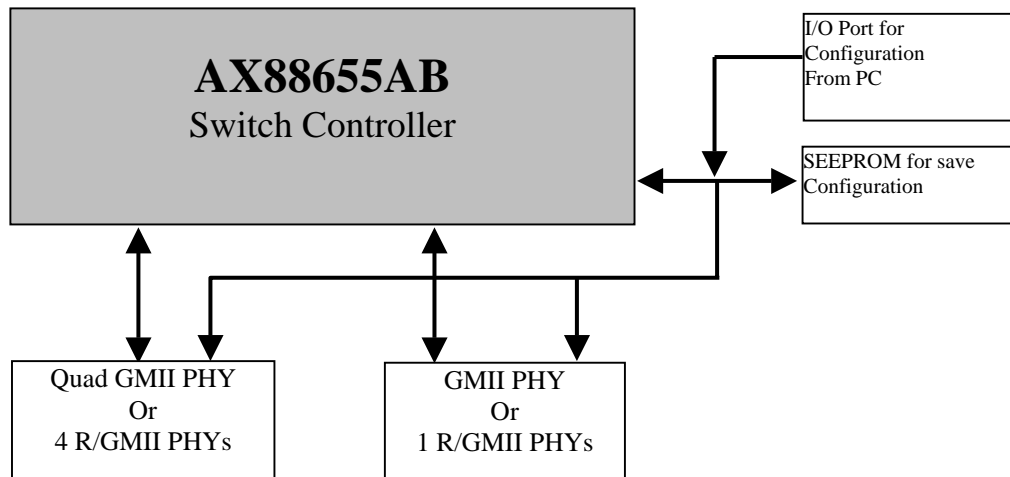 AX88655AB
Switch Controller
I/O Port for
Configuration
From PC
SEEPROM for save
Configuration
Quad GMII PHY
Or
4 R/GMII PHYs
GMII PHY
Or
1 R/GMII PHYs